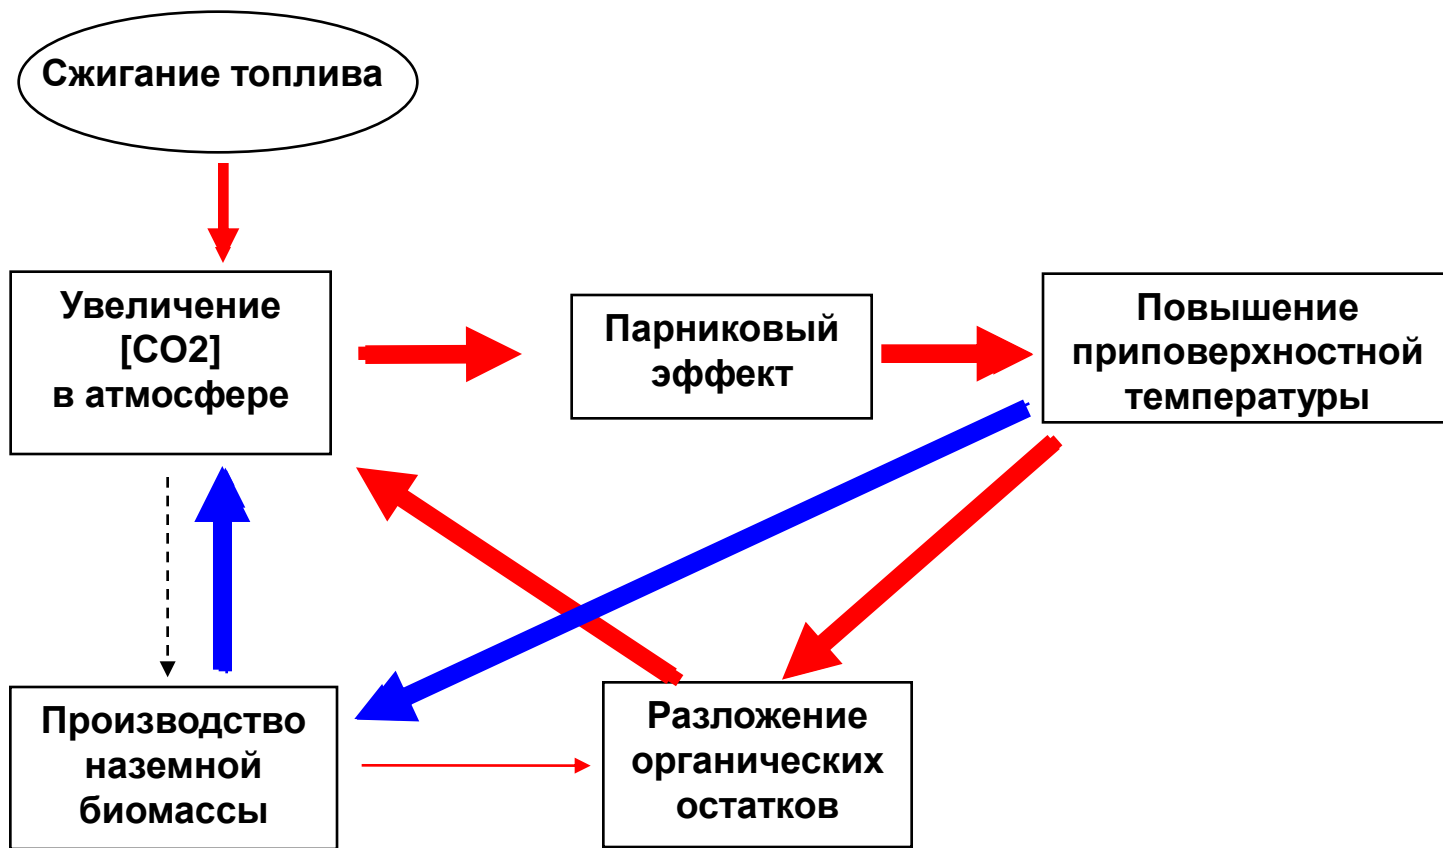 Сжигание топлива
Увеличение
[CO2]
в атмосфере
Парниковый
эффект
Повышение
приповерхностной
температуры
Производство
наземной
биомассы
Разложение
органических
остатков